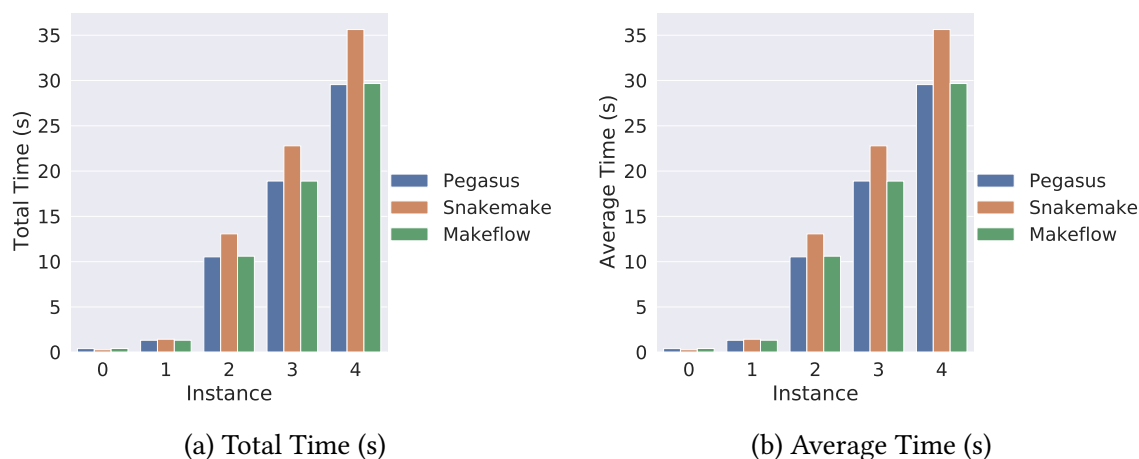 Total Time (s)
35
30
25
20
15
10
5
0
0 1 2 3 4
Instance
Pegasus
Snakemake
Makeflow
(a) Total Time (s)
Average Time (s)
35
30
25
20
15
10
5
0
0 1 2 3 4
Instance
Pegasus
Snakemake
Makeflow
(b) Average Time (s)